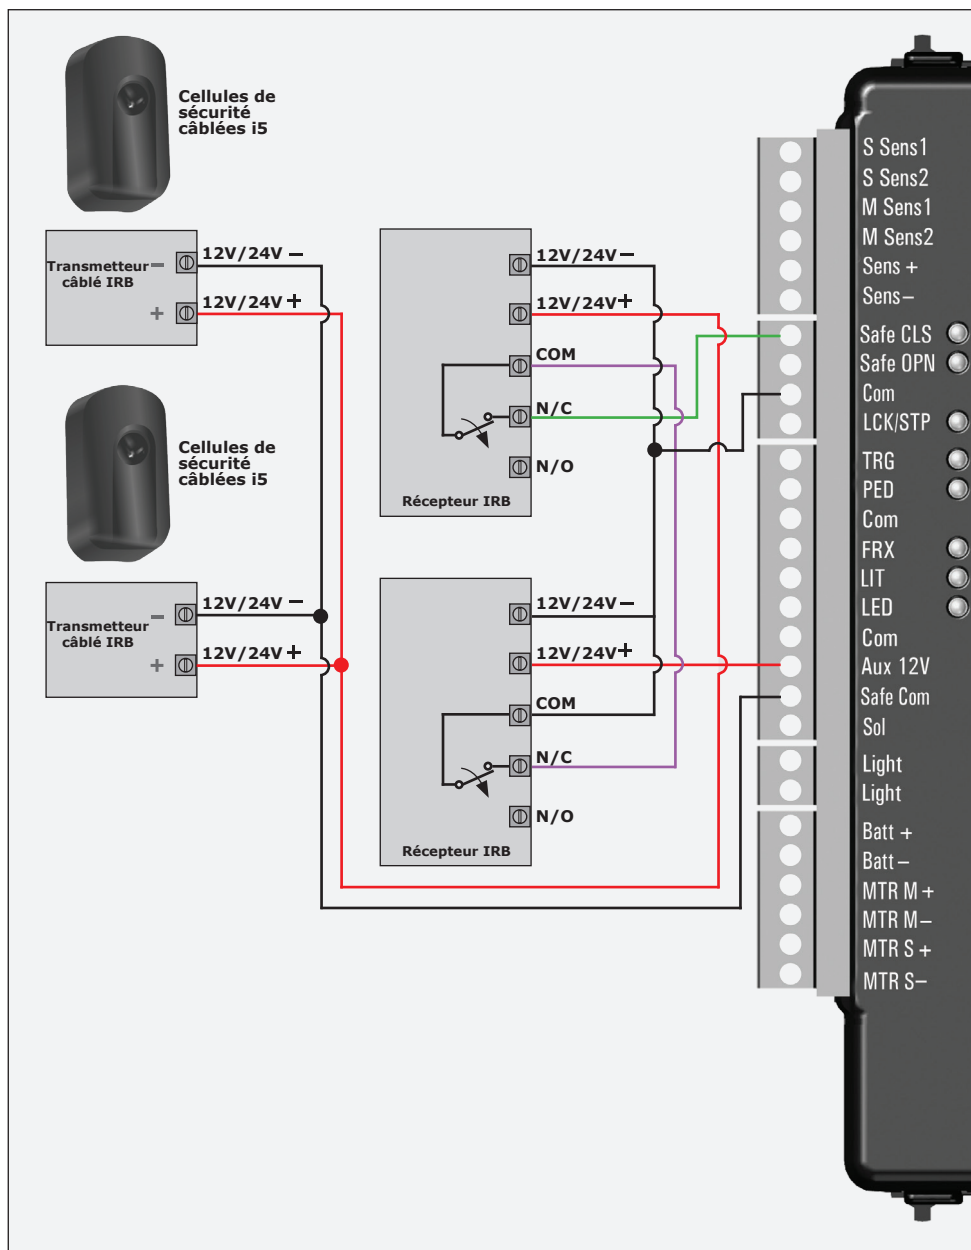 Cellules de
sécurité
câblées i5
Transmetteur
câblé IRB
−
+
12V/24V −
12V/24V +
12V/24V −
12V/24V +
COM
N/C
N/O
Récepteur IRB
Cellules de
sécurité
câblées i5
Transmetteur
câblé IRB
−
+
12V/24V −
12V/24V +
12V/24V −
12V/24V +
COM
N/C
N/O
Récepteur IRB
S Sens1
S Sens2
M Sens1
M Sens2
Sens +
Sens−
Safe CLS
Safe OPN
Com
LCK/STP
TRG
PED
Com
FRX
LIT
LED
Com
Aux 12V
Safe Com
Sol
Light
Light
Batt +
Batt −
MTR M +
MTR M−
MTR S +
MTR S−